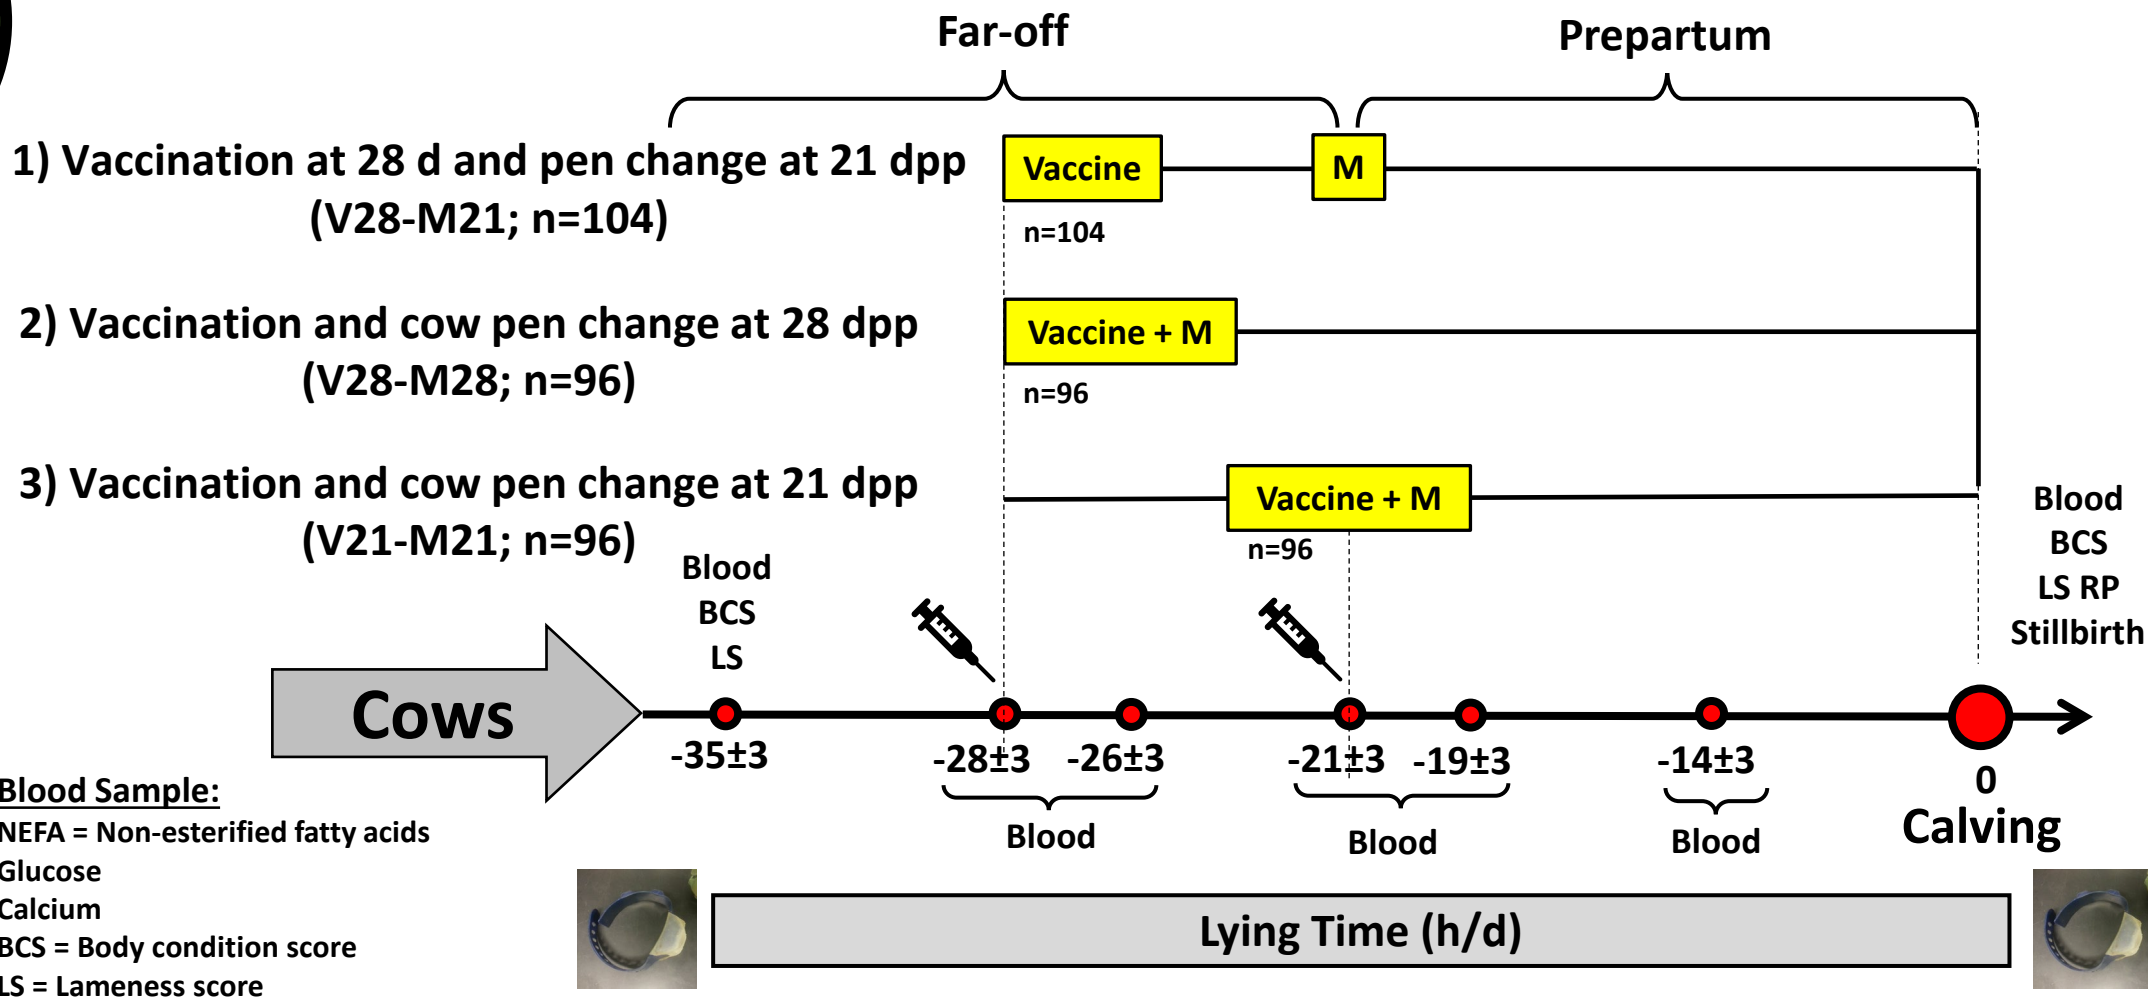 Far-off
Prepartum
1) Vaccination at 28 d and pen change at 21 dpp
(V28-M21; n=104)
Vaccine
M
n=104
2) Vaccination and cow pen change at 28 dpp
(V28-M28; n=96)
Vaccine + M
n=96
3) Vaccination and cow pen change at 21 dpp
(V21-M21; n=96)
Vaccine + M
n=96
Blood
BCS
LS
Blood
BCS
LS RP
Stillbirth
Cows
-35±3
-28±3
-26±3
-21±3
-19±3
-14±3
0
Calving
Blood
Blood
Blood
Blood Sample:
NEFA = Non-esterified fatty acids
Glucose
Calcium
BCS = Body condition score
LS = Lameness score
Lying Time (h/d)